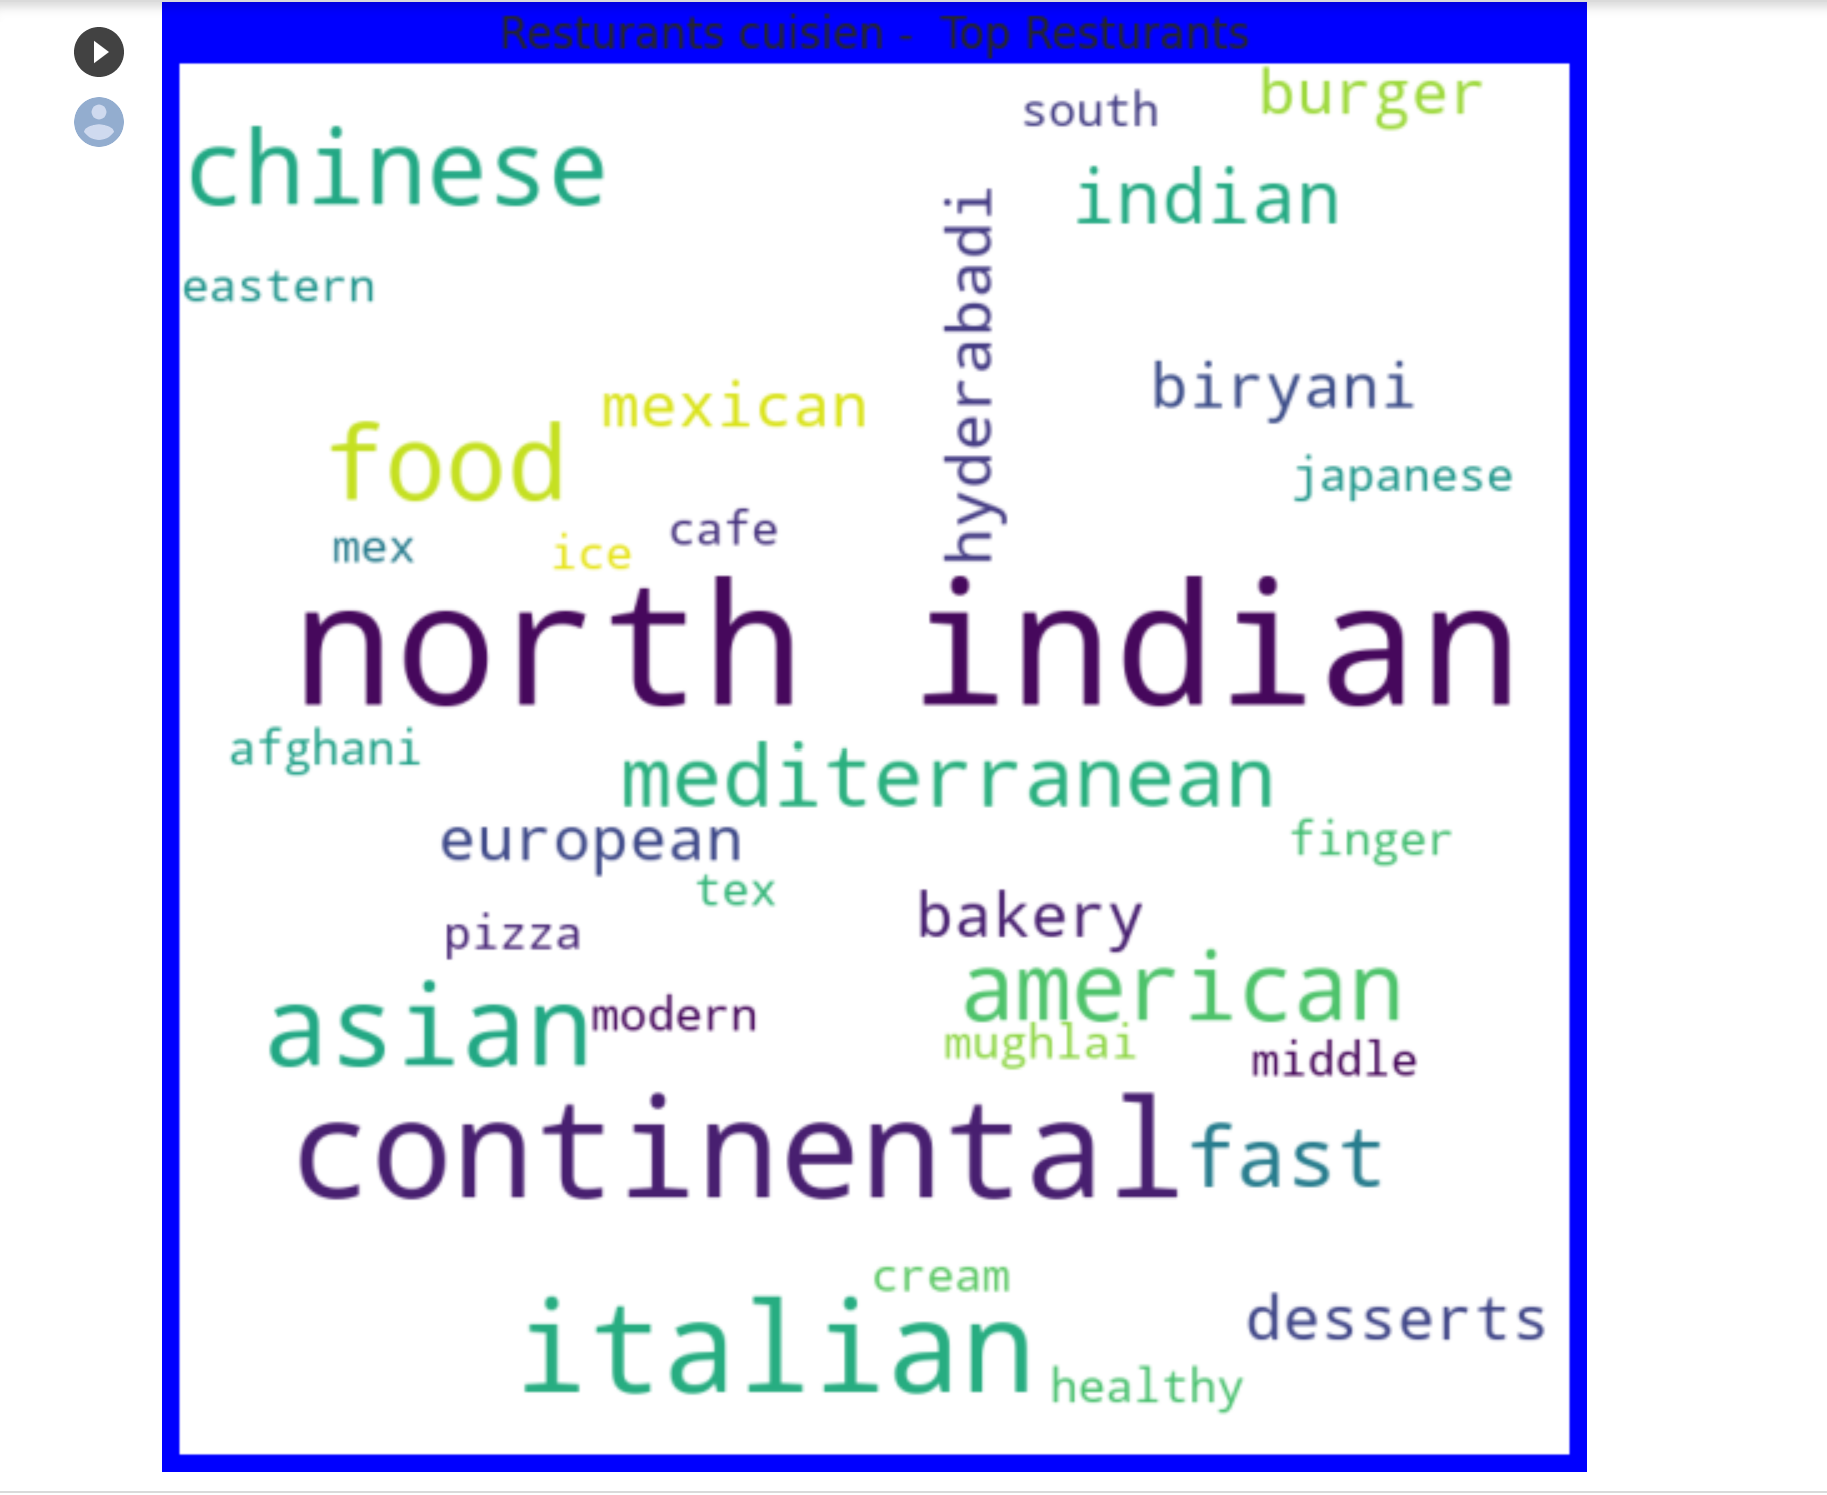 Resturants cuisien -  Top Resturants
burger
south
chinese
indian
hyderabadi
eastern
biryani
mexican
food
japanese
cafe
mex
ice
north indian
afghani
mediterranean
european
finger
tex
bakery
pizza
american
asian
modern
mughlai
middle
continental
fast
cream
desserts
italian
healthy